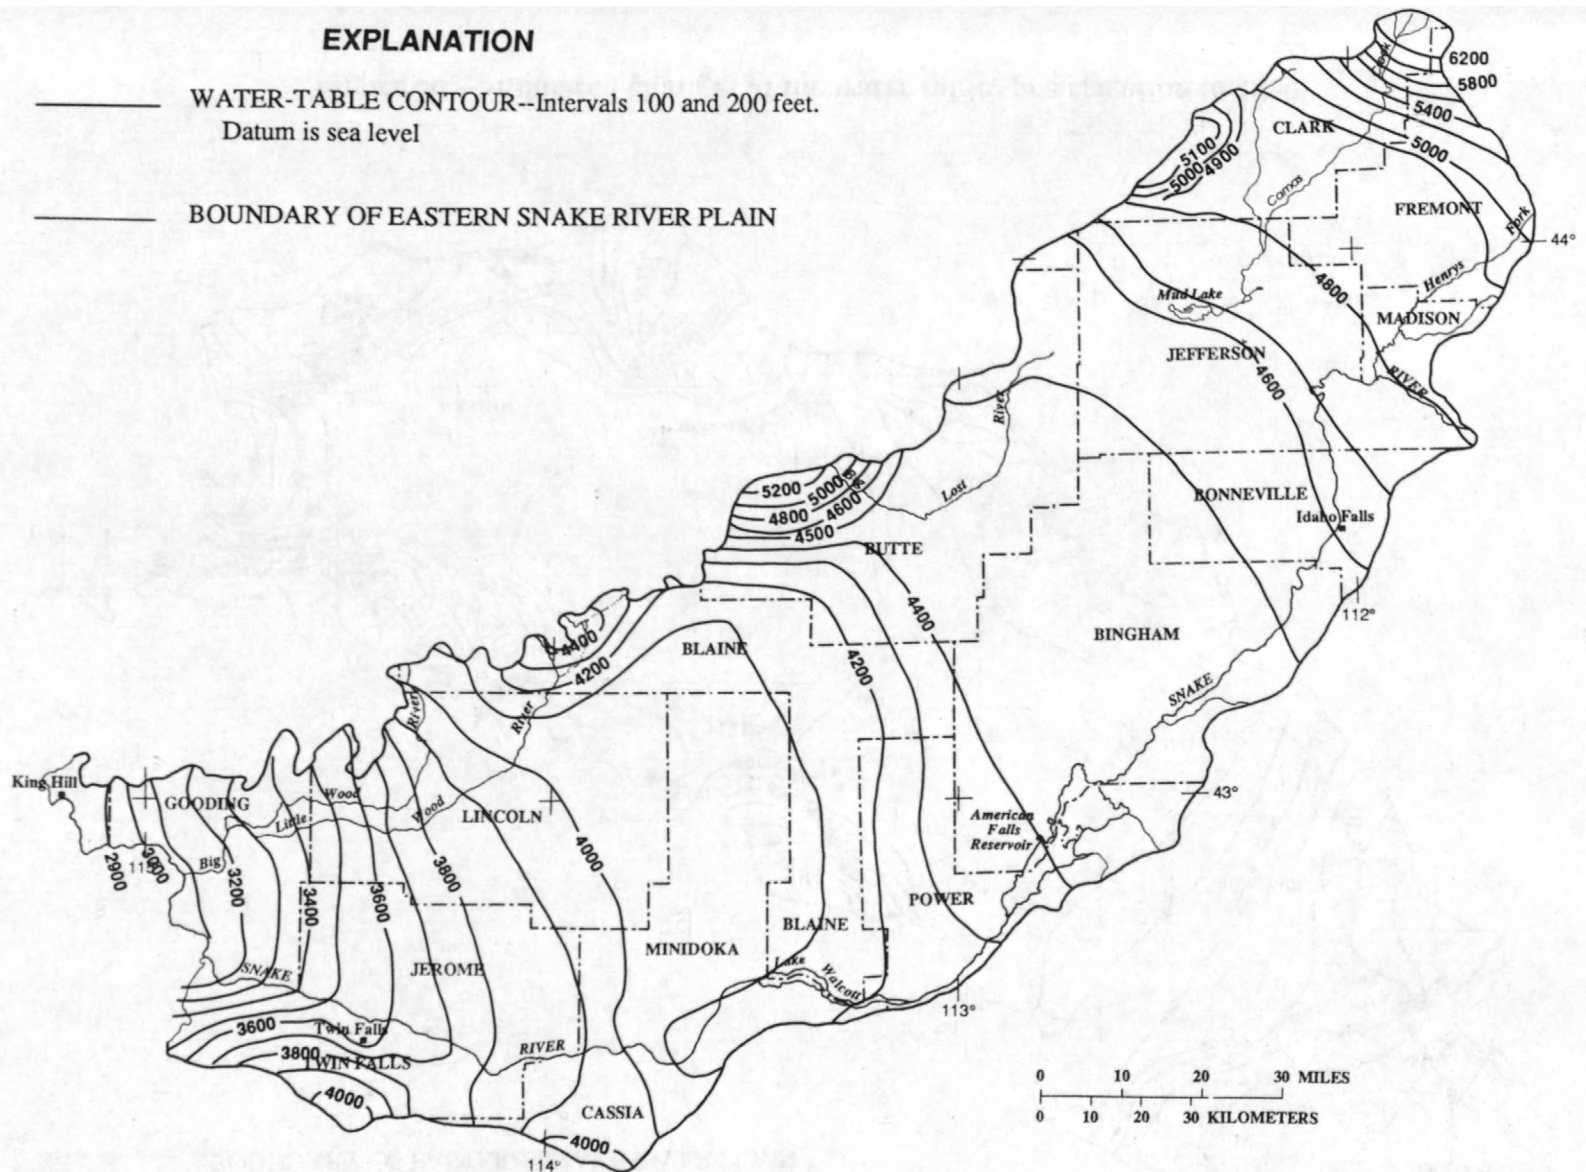 EXPLANATION
WATER-TABLE CONTOUR--Intervals 100 and 200 feet.
Datum is sea level
BOUNDARY OF EASTERN SNAKE RIVER PLAIN
6200
5800
5400
CLARK
5100
5000
4900
5000
Camas
FREMONT
Fork
44°
Henrys
4800
Mud Lake
MADISON
JEFFERSON
4600
RIVER
River
5200
5000
4800
4600
4500
Lost
BONNEVILLE
Idaho Falls
BUTTE
4400
112°
BINGHAM
4400
4200
BLAINE
4200
SNAKE
River
River
King Hill
GOODING
Little
Wood
Wood
LINCOLN
43°
American
Falls
Reservoir
2900
3000
Big
3200
3400
3600
3800
4000
POWER
BLAINE
MINIDOKA
SNAKE
JEROME
Lake
Walcott
113°
3600
Twin Falls
3800
TWIN FALLS
RIVER
4000
CASSIA
4000
114°
0 10 20 30 MILES
0 10 20 30 KILOMETERS